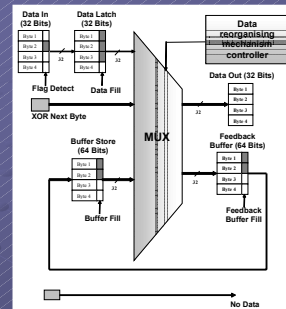 Data In
(32 Bits)
Byte 1
Byte 2
Byte 3
Byte 4
32
Flag Detect
Data Latch
(32 Bits)
Byte 1
Byte 2
Byte 3
Byte 4
32
Data Fill
XOR Next Byte
Data
reorganising
mechanism
controller
MUX
Data Out (32 Bits)
32
Byte 1
Byte 2
Byte 3
Byte 4
Buffer Store
(64 Bits)
Byte 1
Byte 2
Byte 3
Byte 4
32
Buffer Fill
Feedback
Buffer (64 Bits)
32
Byte 1
Byte 2
Byte 3
Byte 4
Feedback
Buffer Fill
No Data